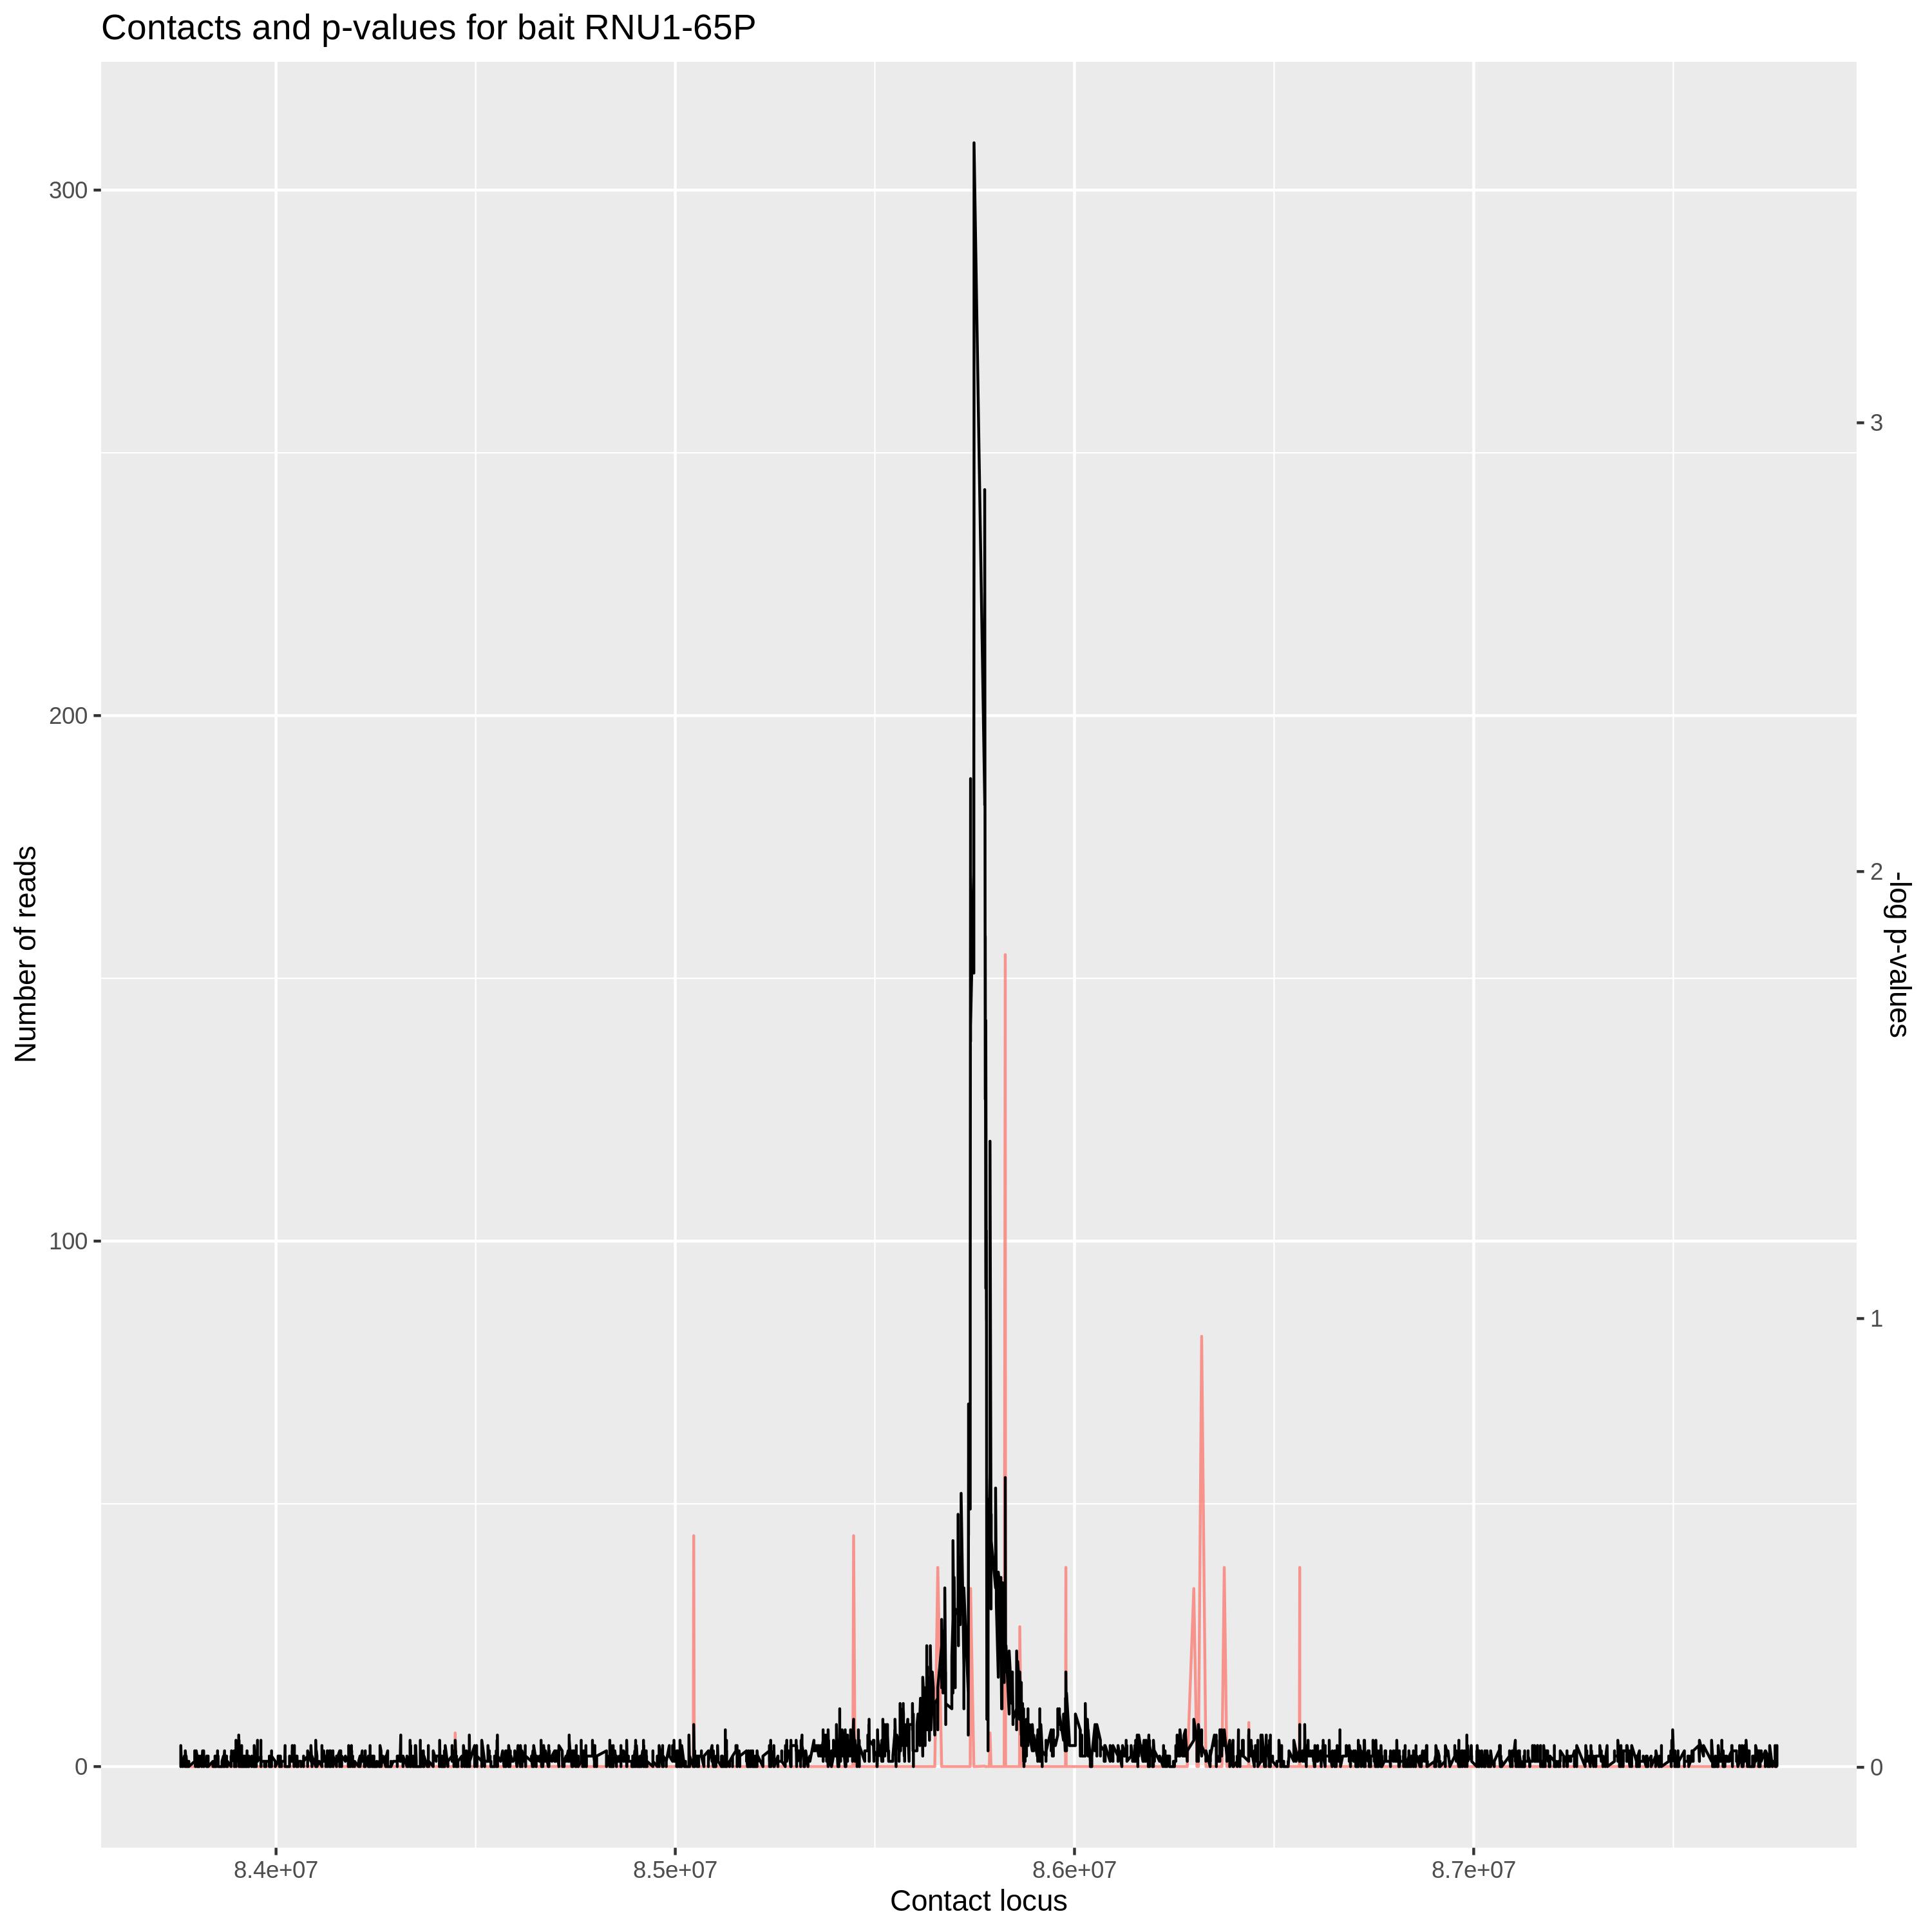 Contacts and p-values for bait RNU1-65P
300
200
100
0
Number of reads
3
2
1
0
-log p-values
8.4e+07
8.5e+07
8.6e+07
8.7e+07
Contact locus